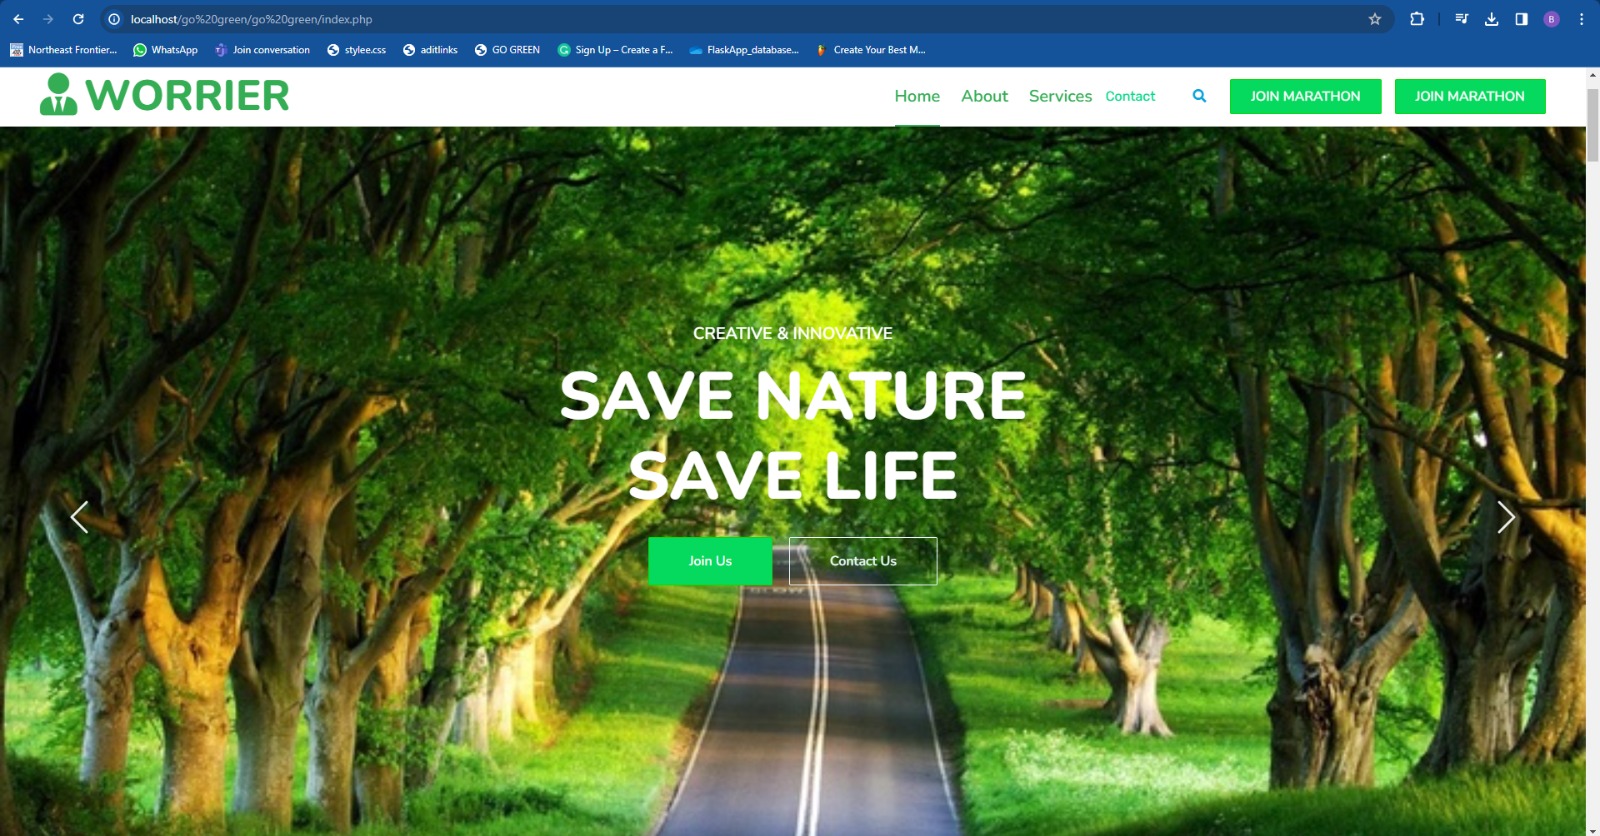 localhost/go%20green/go%20green/index.php
B
Northeast Frontier... WhatsApp Join conversation stylee.css aditlinks GO GREEN Sign Up – Create a F... FlaskApp_database... Create Your Best M...
WORRIER Home About Services Contact JOIN MARATHON JOIN MARATHON
CREATIVE & INNOVATIVE
SAVE NATURE
SAVE LIFE
Join Us Contact Us
SLOW